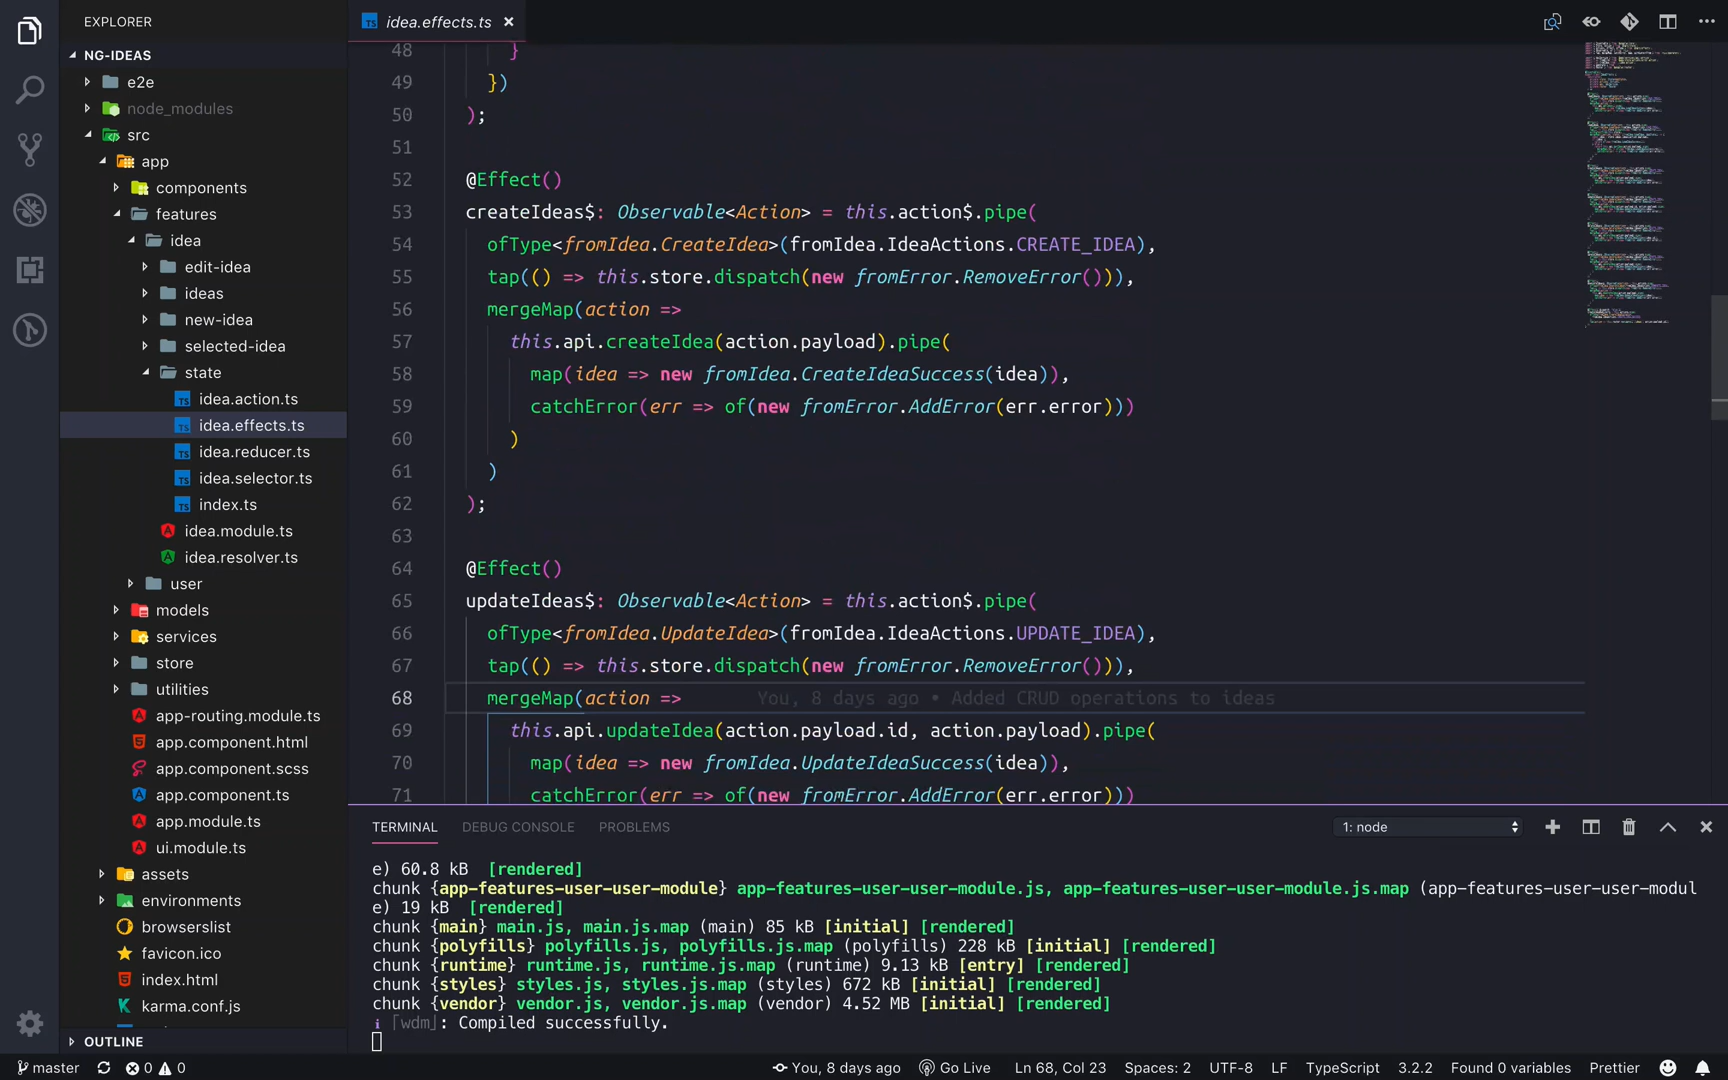 EXPLORER
NG-IDEAS
e2e
node_modules
src
app
components
features
idea
edit-idea
ideas
new-idea
selected-idea
state
idea.action.ts
idea.effects.ts
idea.reducer.ts
idea.selector.ts
index.ts
idea.module.ts
idea.resolver.ts
user
models
services
store
utilities
app-routing.module.ts
app.component.html
app.component.scss
app.component.ts
app.module.ts
ui.module.ts
assets
environments
browserslist
favicon.ico
index.html
karma.conf.js
OUTLINE
idea.effects.ts
48 }
49 })
50 );
51
52 @Effect()
53 createIdeas$: Observable<Action> = this.action$.pipe(
54 ofType<fromIdea.CreateIdea>(fromIdea.IdeaActions.CREATE_IDEA),
55 tap(() => this.store.dispatch(new fromError.RemoveError())),
56 mergeMap(action =>
57 this.api.createIdea(action.payload).pipe(
58 map(idea => new fromIdea.CreateIdeaSuccess(idea)),
59 catchError(err => of(new fromError.AddError(err.error)))
60 )
61 )
62 );
63
64 @Effect()
65 updateIdeas$: Observable<Action> = this.action$.pipe(
66 ofType<fromIdea.UpdateIdea>(fromIdea.IdeaActions.UPDATE_IDEA),
67 tap(() => this.store.dispatch(new fromError.RemoveError())),
68 mergeMap(action => You, 8 days ago • Added CRUD operations to ideas
69 this.api.updateIdea(action.payload.id, action.payload).pipe(
70 map(idea => new fromIdea.UpdateIdeaSuccess(idea)),
71 catchError(err => of(new fromError.AddError(err.error)))
TERMINAL DEBUG CONSOLE PROBLEMS 1: node
e) 60.8 kB [rendered]
chunk {app-features-user-user-module} app-features-user-user-module.js, app-features-user-user-module.js.map (app-features-user-user-modul
e) 19 kB [rendered]
chunk {main} main.js, main.js.map (main) 85 kB [initial] [rendered]
chunk {polyfills} polyfills.js, polyfills.js.map (polyfills) 228 kB [initial] [rendered]
chunk {runtime} runtime.js, runtime.js.map (runtime) 9.13 kB [entry] [rendered]
chunk {styles} styles.js, styles.js.map (styles) 672 kB [initial] [rendered]
chunk {vendor} vendor.js, vendor.js.map (vendor) 4.52 MB [initial] [rendered]
i ｢wdm｣: Compiled successfully.
master 0 0 You, 8 days ago Go Live Ln 68, Col 23 Spaces: 2 UTF-8 LF TypeScript 3.2.2 Found 0 variables Prettier